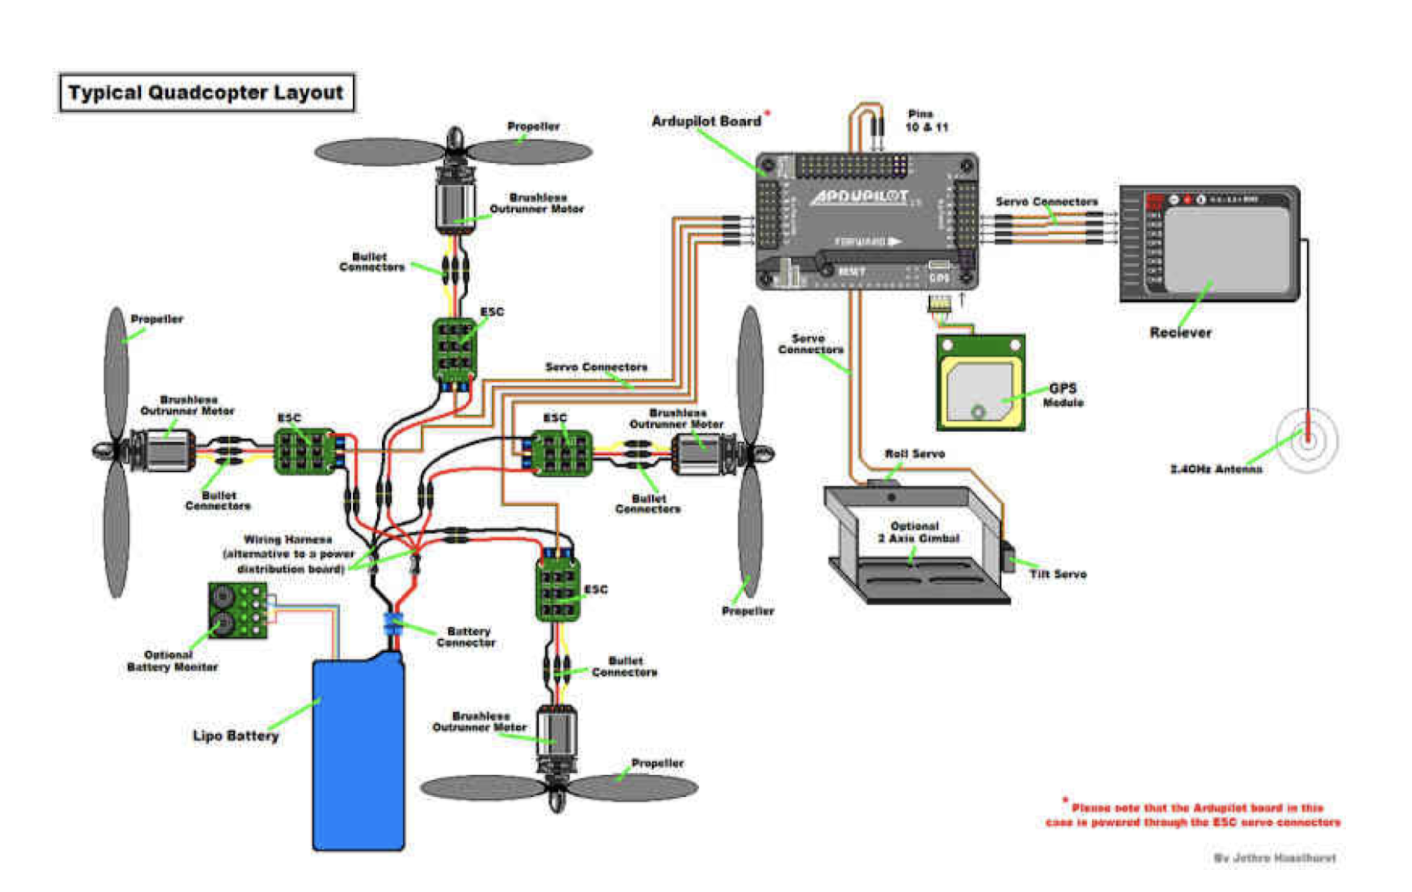 Typical Quadcopter Layout
Propeller
Ardupilot Board *
Pins
10 & 11
Brushless
Outrunner Motor
ARDUPILOT
FORWARD
RESET
GPS
Servo Connectors
Bullet
Connectors
ESC
Reciever
Propeller
Servo
Connectors
Servo Connectors
GPS
Module
Brushless
Outrunner Motor
ESC
ESC
Brushless
Outrunner Motor
Bullet
Connectors
Bullet
Connectors
Roll Servo
2.4GHz Antenna
Wiring Harness
(alternative to a power
distribution board)
Optional
2 Axis Gimbal
Tilt Servo
ESC
Propeller
Battery
Connector
Optional
Battery Monitor
Bullet
Connectors
Lipo Battery
Brushless
Outrunner Motor
Propeller
* Please note that the Ardupilot board in this
case is powered through the ESC servo connectors
By Jethro Hazelhurst